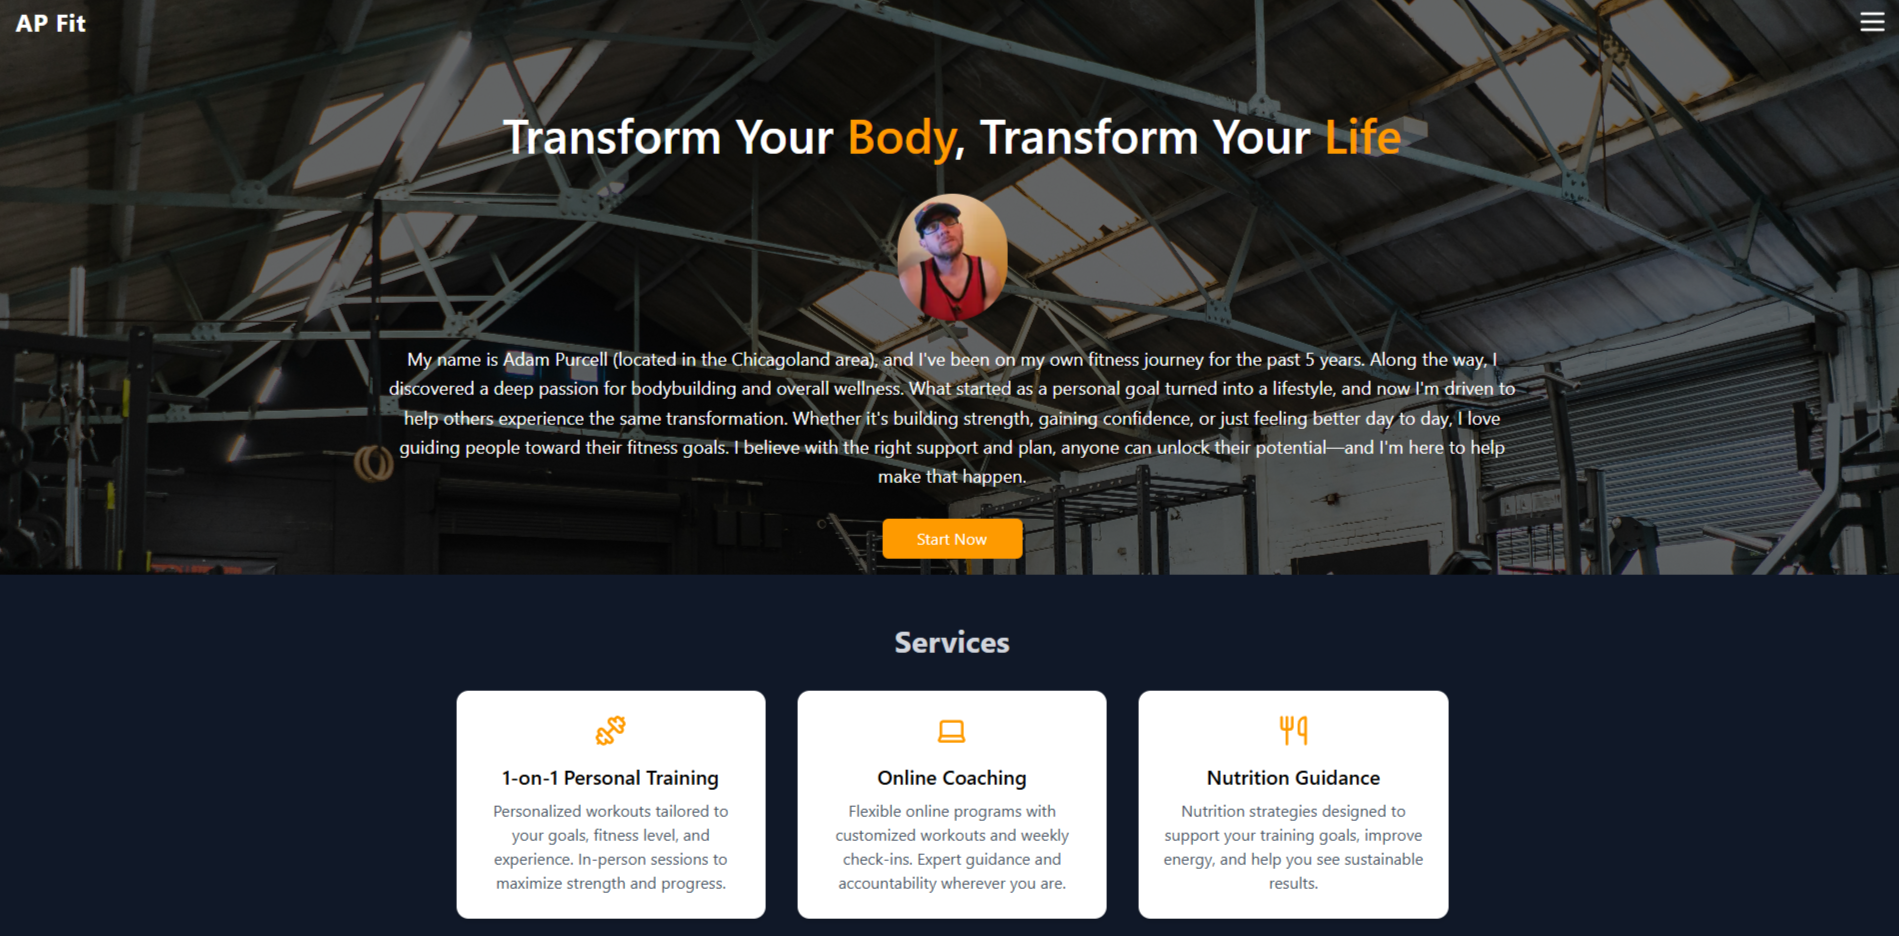 AP Fit
Transform Your Body, Transform Your Life
My name is Adam Purcell (located in the Chicagoland area), and I've been on my own fitness journey for the past 5 years. Along the way, I
discovered a deep passion for bodybuilding and overall wellness. What started as a personal goal turned into a lifestyle, and now I'm driven to
help others experience the same transformation. Whether it's building strength, gaining confidence, or just feeling better day to day, I love
guiding people toward their fitness goals. I believe with the right support and plan, anyone can unlock their potential—and I'm here to help
make that happen.
Start Now
Services
1-on-1 Personal Training
Personalized workouts tailored to
your goals, fitness level, and
experience. In-person sessions to
maximize strength and progress.
Online Coaching
Flexible online programs with
customized workouts and weekly
check-ins. Expert guidance and
accountability wherever you are.
Nutrition Guidance
Nutrition strategies designed to
support your training goals, improve
energy, and help you see sustainable
results.